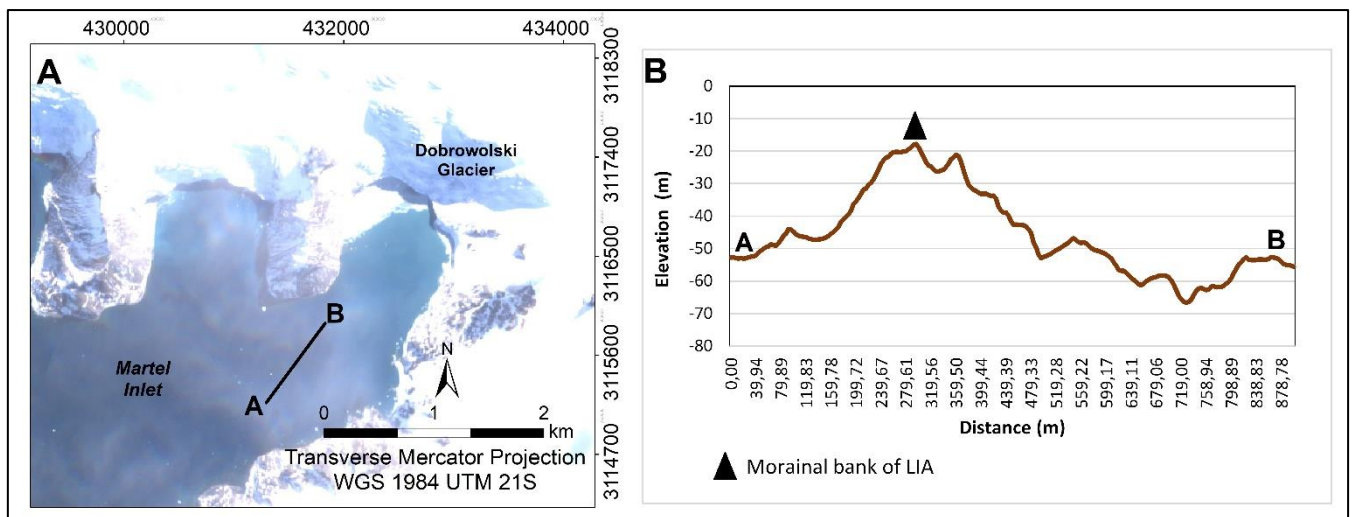 430000
432000
434000
A
3118300
3117400
3116500
3115600
3114700
Dobrowolski
Glacier
Martel
Inlet
B
A
N
0
1
2
km
Transverse Mercator Projection
WGS 1984 UTM 21S
B
Elevation (m)
0
-10
-20
-30
-40
-50
-60
-70
-80
A
B
0,00
39,94
79,89
119,83
159,78
199,72
239,67
279,61
319,56
359,50
399,44
439,39
479,33
519,28
559,22
599,17
639,11
679,06
719,00
758,94
798,89
838,83
878,78
Distance (m)
Morainal bank of LIA